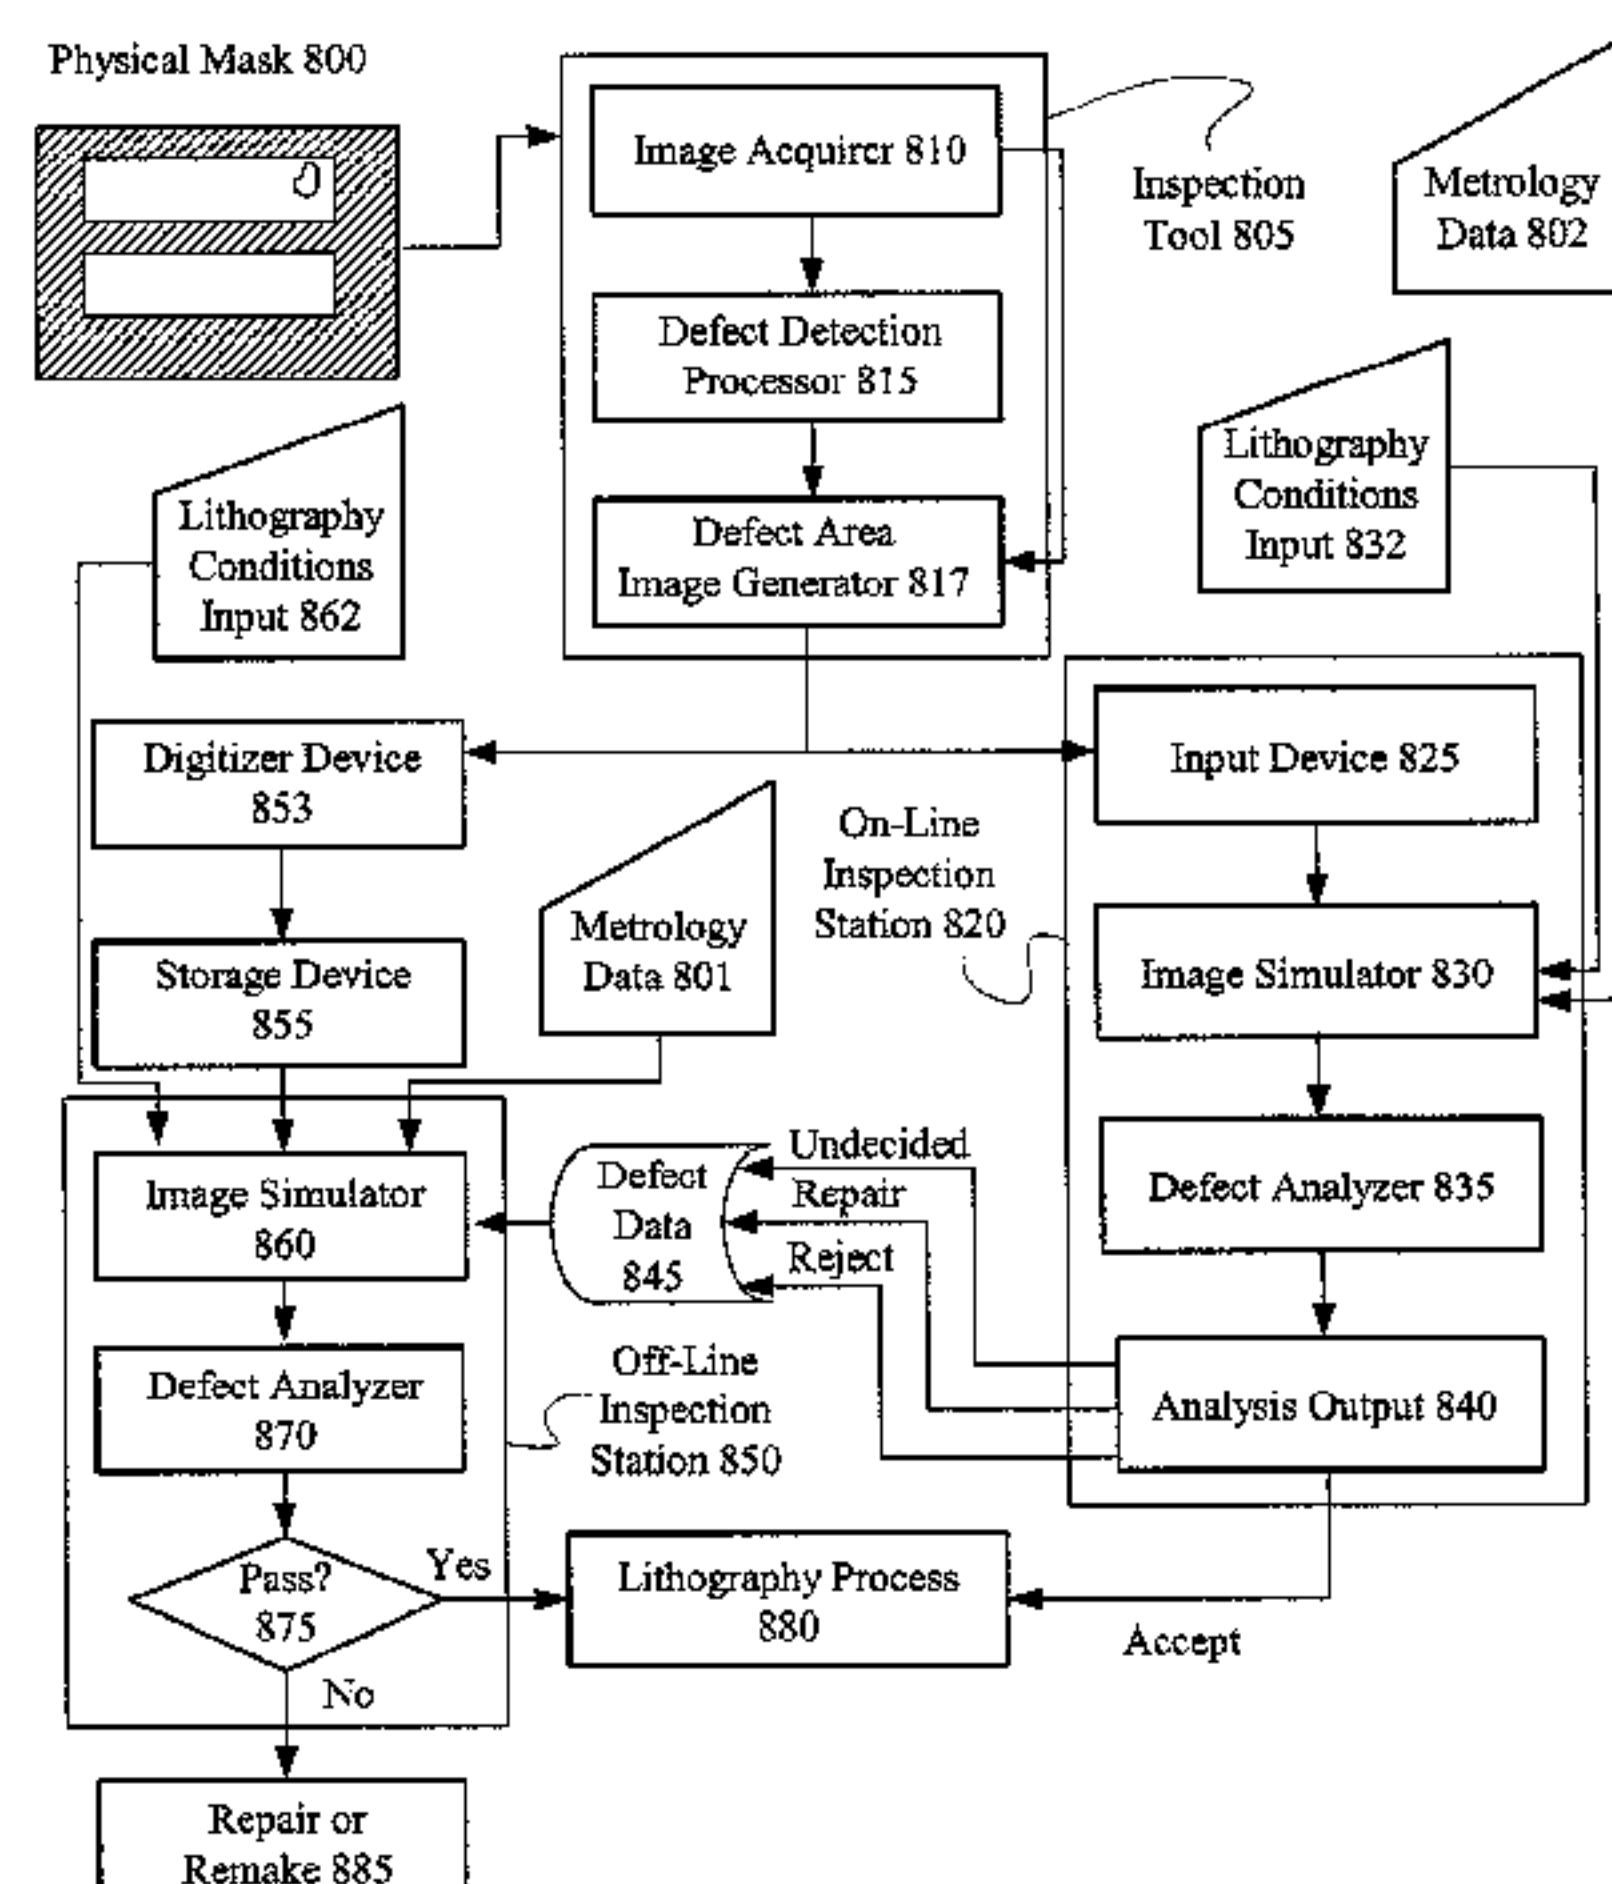 Physical Mask 800
Image Acquirer 810
Inspection
Tool 805
Metrology
Data 802
Defect Detection
Processor 815
Lithography
Conditions
Input 832
Lithography
Conditions
Input 862
Defect Area
Image Generator 817
Digitizer Device
853
Input Device 825
On-Line
Inspection
Station 820
Metrology
Data 801
Storage Device
855
Image Simulator 830
Undecided
Repair
Reject
Defect
Data
845
Defect Analyzer 835
Image Simulator
860
Off-Line
Inspection
Station 850
Defect Analyzer
870
Analysis Output 840
Pass?
875
Yes
No
Lithography Process
880
Accept
Repair or
Remake 885